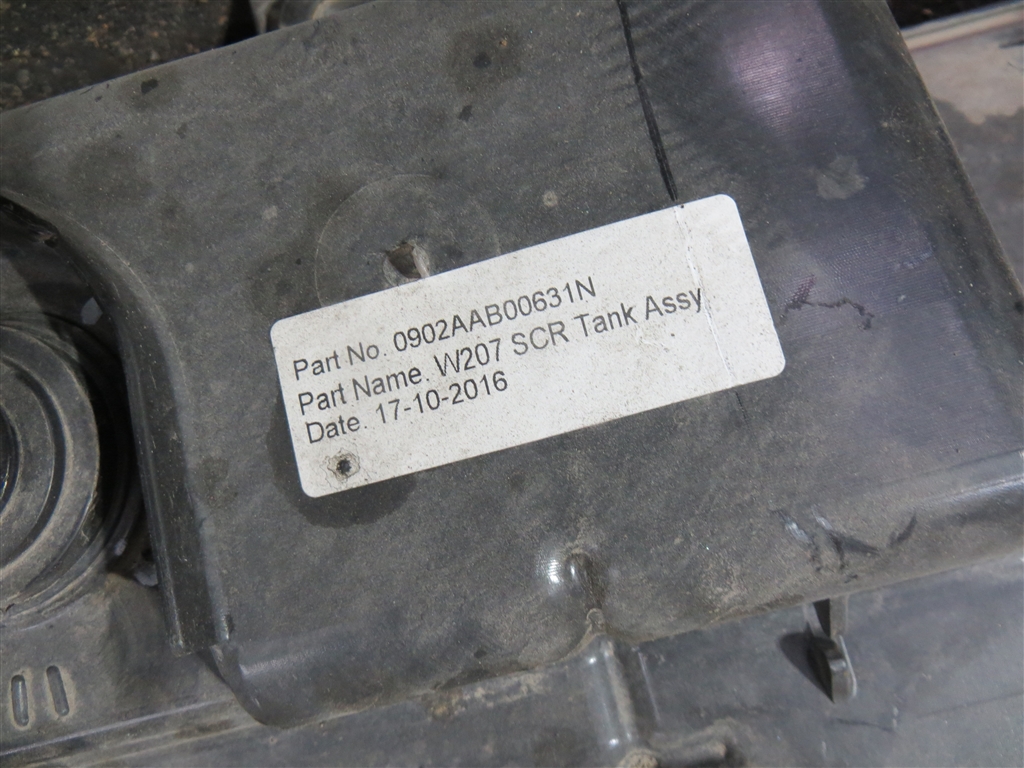 Part No. 0902AAB00631N
Part Name. W207 SCR Tank Assy
Date. 17-10-2016